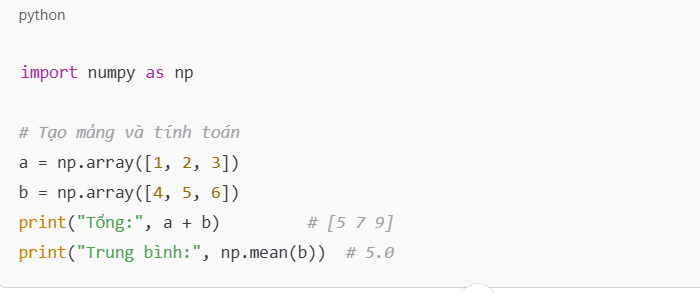 python
import numpy as np
# Tạo mảng và tính toán
a = np.array([1, 2, 3])
b = np.array([4, 5, 6])
print("Tổng:", a + b)         # [5 7 9]
print("Trung bình:", np.mean(b))  # 5.0